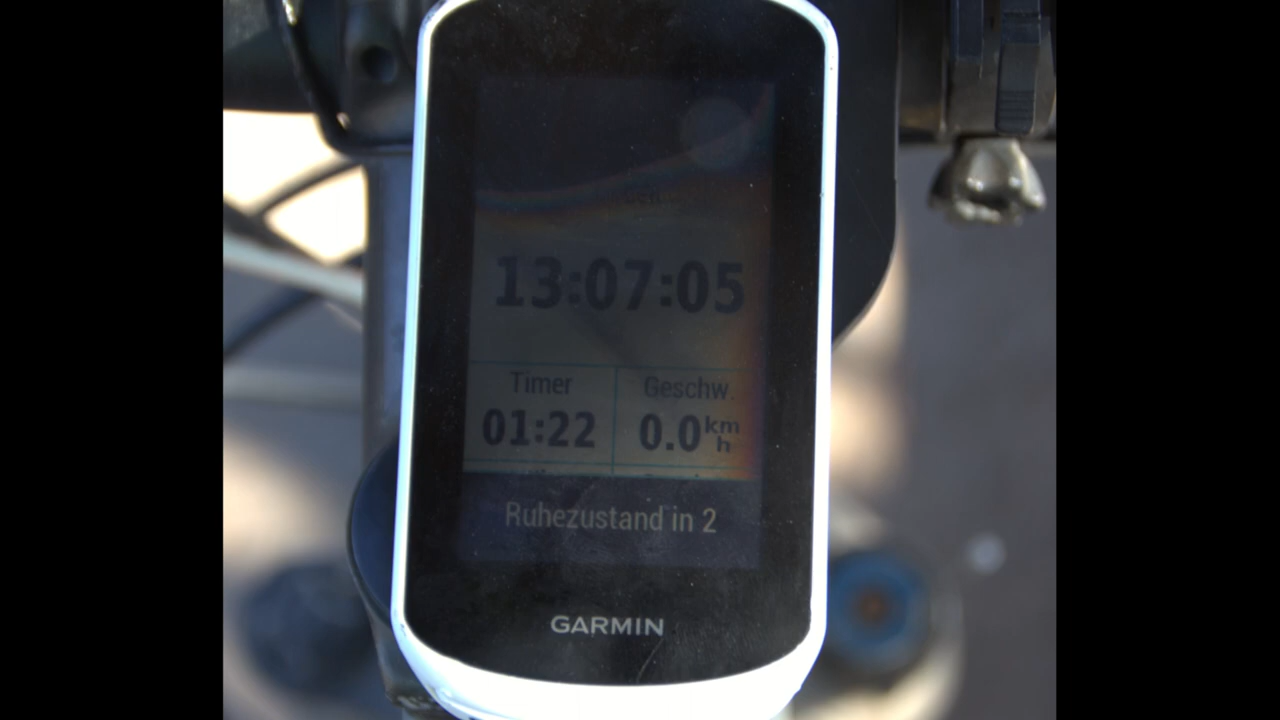 13:07:05
Timer
Geschw.
01:22
0.0 km/h
Ruhezustand in 2
GARMIN